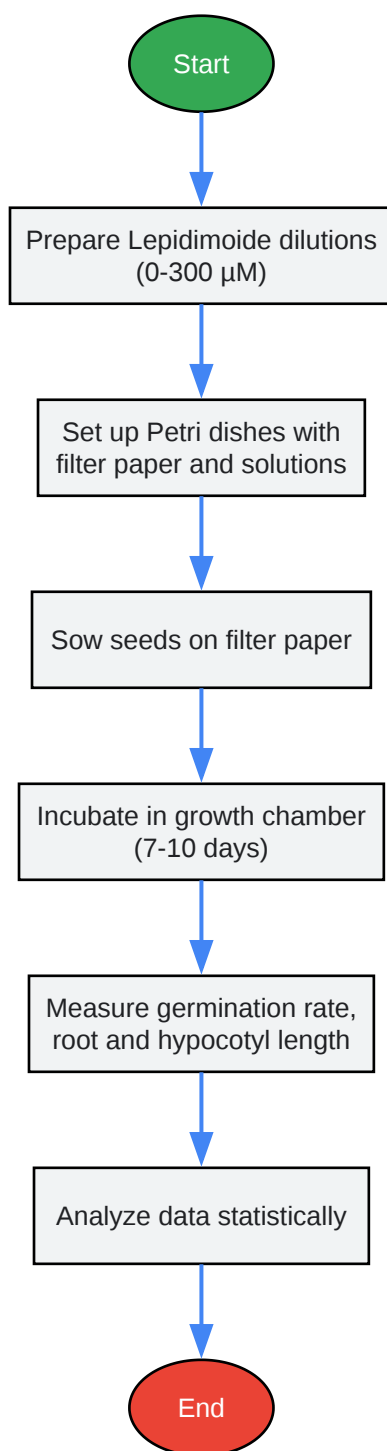 Start
Prepare Lepidimoide dilutions
(0-300 µM)
Set up Petri dishes with
filter paper and solutions
Sow seeds on filter paper
Incubate in growth chamber
(7-10 days)
Measure germination rate,
root and hypocotyl length
Analyze data statistically
End